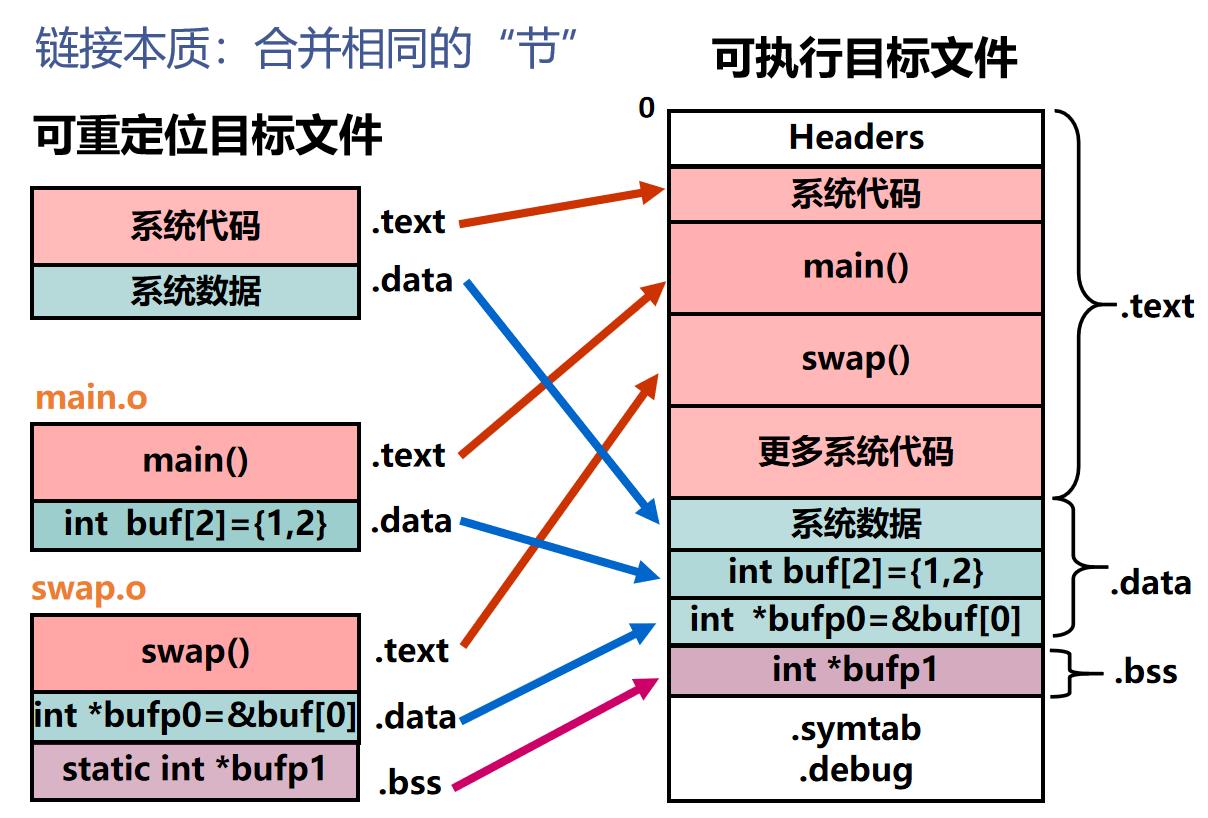 链接本质：合并相同的“节”
可重定位目标文件
系统代码
.text
系统数据
.data
main.o
main()
.text
int buf[2]={1,2}
.data
swap.o
swap()
.text
int *bufp0=&buf[0]
.data
static int *bufp1
.bss
可执行目标文件
0
Headers
系统代码
main()
swap()
更多系统代码
.text
系统数据
int buf[2]={1,2}
int *bufp0=&buf[0]
.data
int *bufp1
.bss
.symtab
.debug